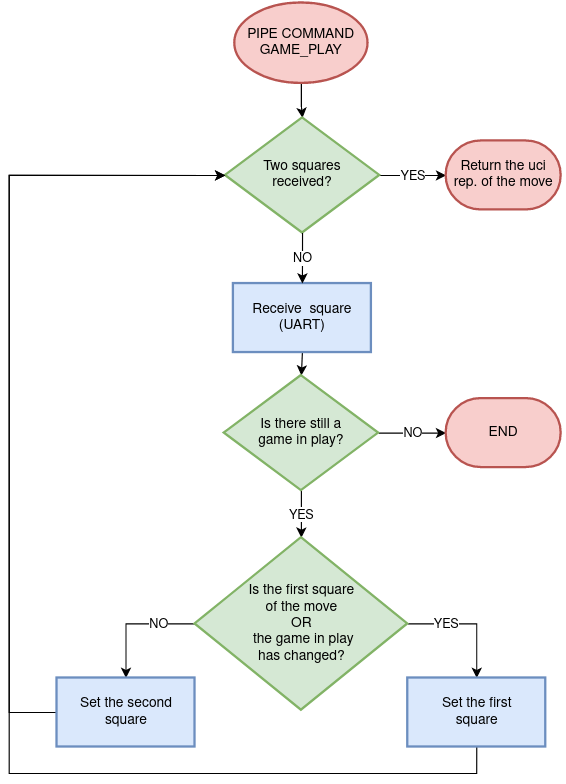 PIPE COMMAND
GAME_PLAY
Two squares
received?
YES
Return the uci
rep. of the move
NO
Receive square
(UART)
Is there still a
game in play?
NO
END
YES
Is the first square
of the move
OR
the game in play
has changed?
NO
YES
Set the second
square
Set the first
square